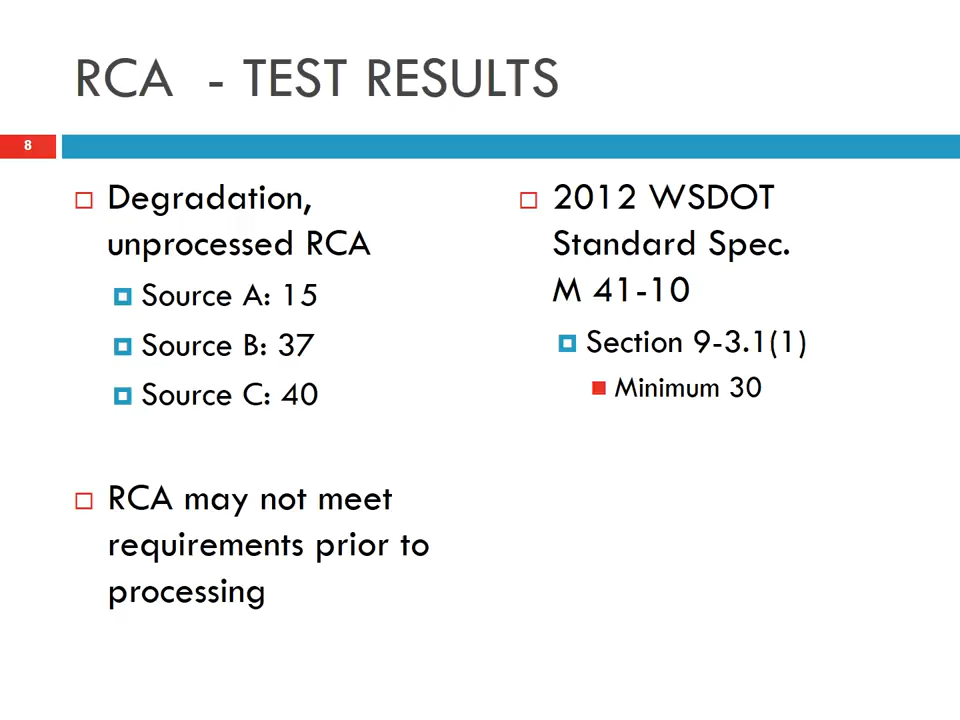 RCA - TEST RESULTS
8
Degradation,
unprocessed RCA
Source A: 15
Source B: 37
Source C: 40
RCA may not meet
requirements prior to
processing
2012 WSDOT
Standard Spec.
M 41-10
Section 9-3.1(1)
Minimum 30